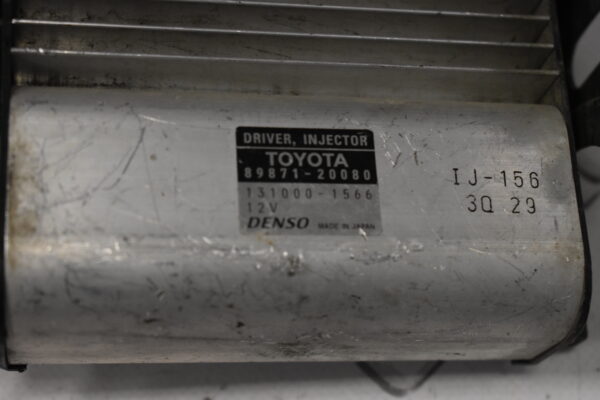 DRIVER, INJECTOR
TOYOTA
89871-20080
131000-1566
12V
DENSO MADE IN JAPAN
IJ-156
3Q 29